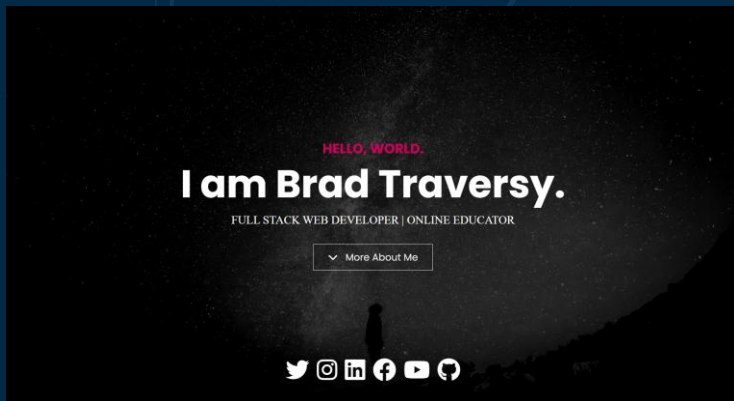 HELLO, WORLD.
I am Brad Traversy.
FULL STACK WEB DEVELOPER | ONLINE EDUCATOR
More About Me